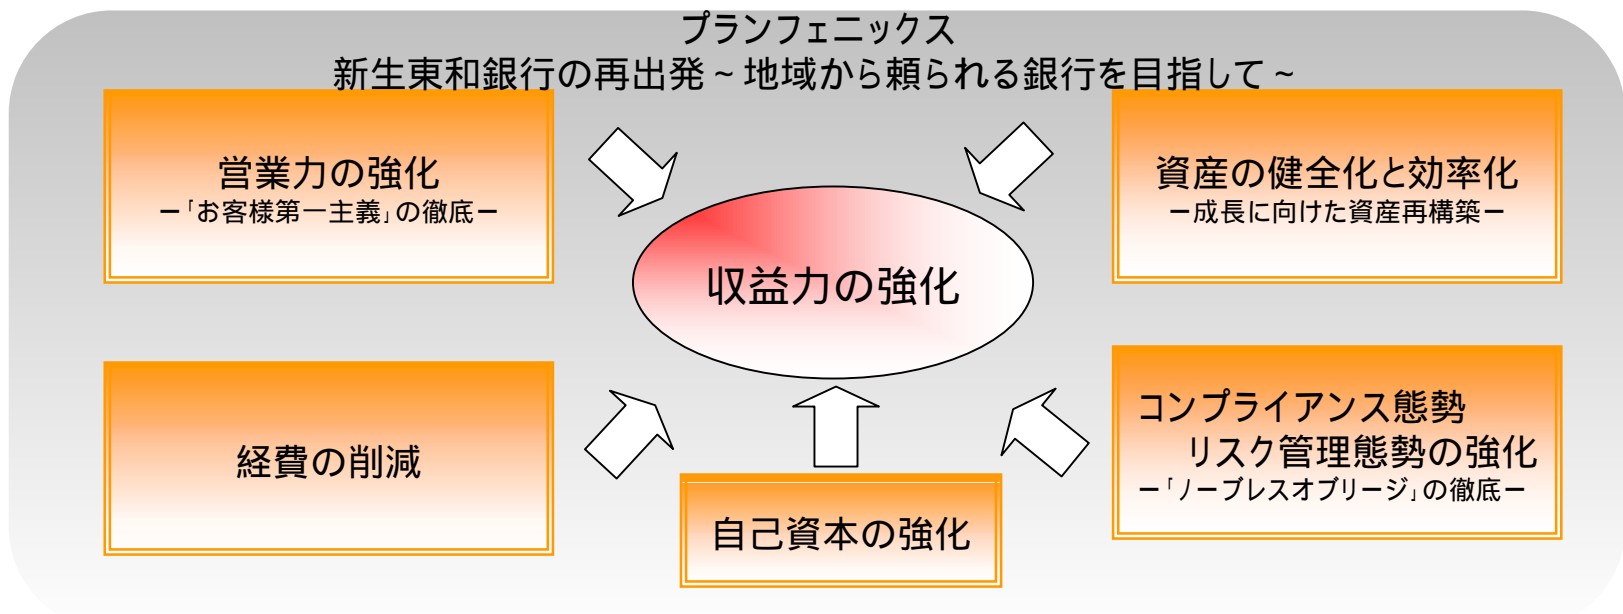 プランフェニックス
新生東和銀行の再出発～地域から頼られる銀行を目指して～
営業力の強化
ー「お客様第一主義」の徹底ー
資産の健全化と効率化
ー成長に向けた資産再構築ー
収益力の強化
経費の削減
コンプライアンス態勢
リスク管理態勢の強化
ー「ノーブレスオブリージ」の徹底ー
自己資本の強化